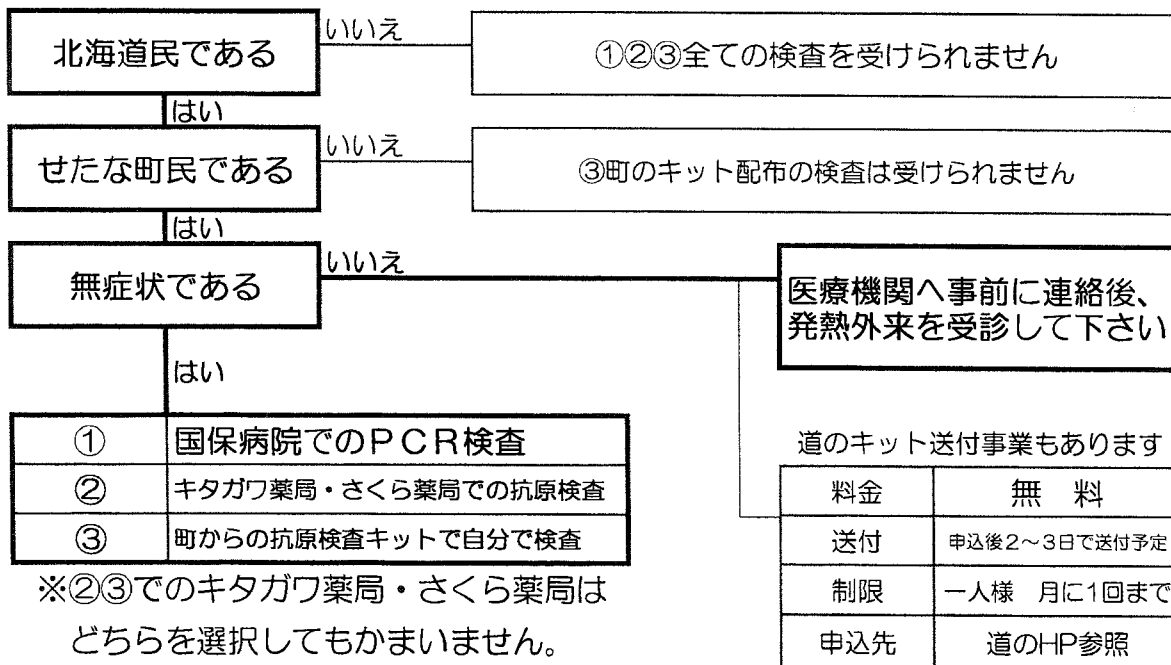 北海道民である
いいえ
①②③全ての検査を受けられません
はい
せたな町民である
いいえ
③町のキット配布の検査は受けられません
はい
無症状である
いいえ
医療機関へ事前に連絡後、
発熱外来を受診して下さい
はい
① 国保病院でのPCR検査
② キタガワ薬局・さくら薬局での抗原検査
③ 町からの抗原検査キットで自分で検査
※②③でのキタガワ薬局・さくら薬局は
どちらを選択してもかまいません。
道のキット送付事業もあります
料金 無 料
送付 申込後2～3日で送付予定
制限 一人様 月に1回まで
申込先 道のHP参照